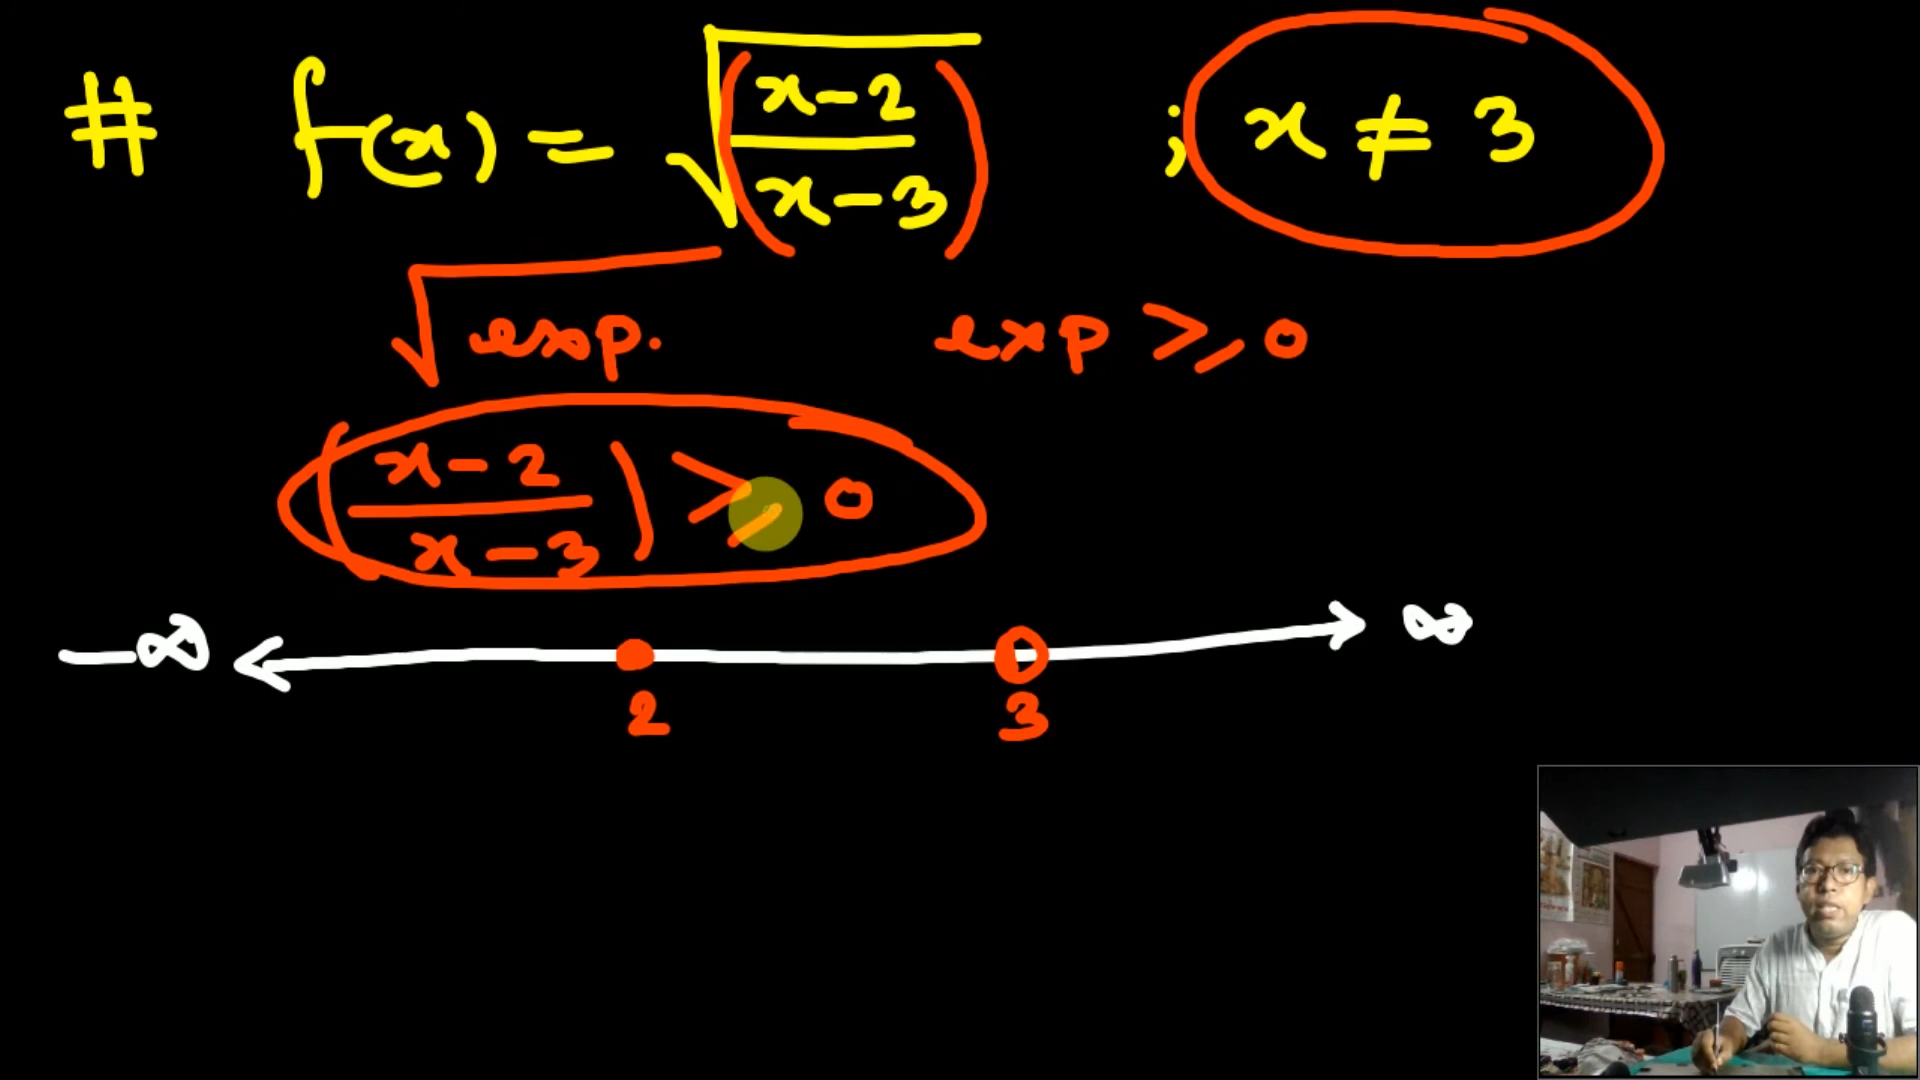 # f(x) = √((x-2)/(x-3)) ; x ≠ 3
√exp. exp ⩾ 0
((x-2)/(x-3)) ⩾ 0
-∞ ∞
2 3